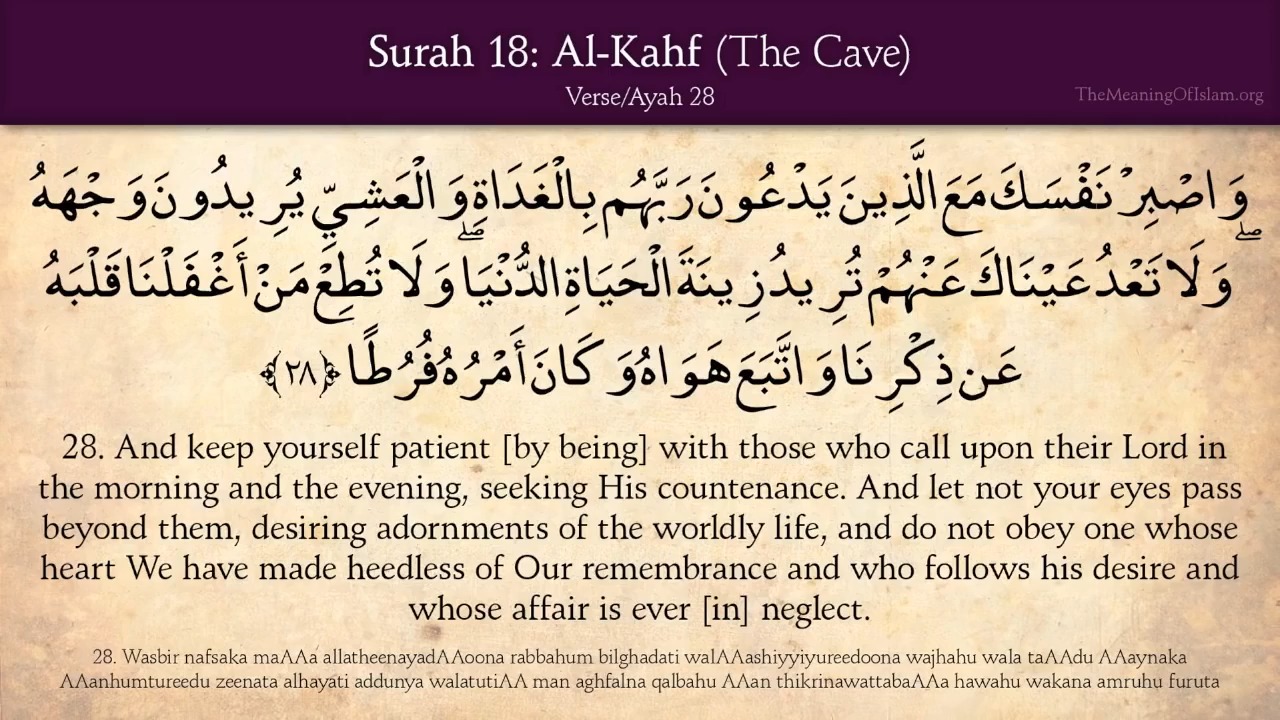 Surah 18: Al-Kahf (The Cave)
Verse/Ayah 28
TheMeaningOfIslam.org
وَاصْبِرْ نَفْسَكَ مَعَ الَّذِينَ يَدْعُونَ رَبَّهُم بِالْغَدَاةِ وَالْعَشِيِّ يُرِيدُونَ وَجْهَهُ ۖ
وَلَا تَعْدُ عَيْنَاكَ عَنْهُمْ تُرِيدُ زِينَةَ الْحَيَاةِ الدُّنْيَا ۖ وَلَا تُطِعْ مَنْ أَغْفَلْنَا قَلْبَهُ
عَن ذِكْرِنَا وَاتَّبَعَ هَوَاهُ وَكَانَ أَمْرُهُ فُرُطًا ﴿٢٨﴾
28. And keep yourself patient [by being] with those who call upon their Lord in
the morning and the evening, seeking His countenance. And let not your eyes pass
beyond them, desiring adornments of the worldly life, and do not obey one whose
heart We have made heedless of Our remembrance and who follows his desire and
whose affair is ever [in] neglect.
28. Wasbir nafsaka maAAa allatheenayadAAoona rabbahum bilghadati walAAashiyyiyureedoona wajhahu wala taAAdu AAaynaka
AAanhumtureedu zeenata alhayati addunya walatutiAA man aghfalna qalbahu AAan thikrinawattabaAAa hawahu wakana amruhu furuta